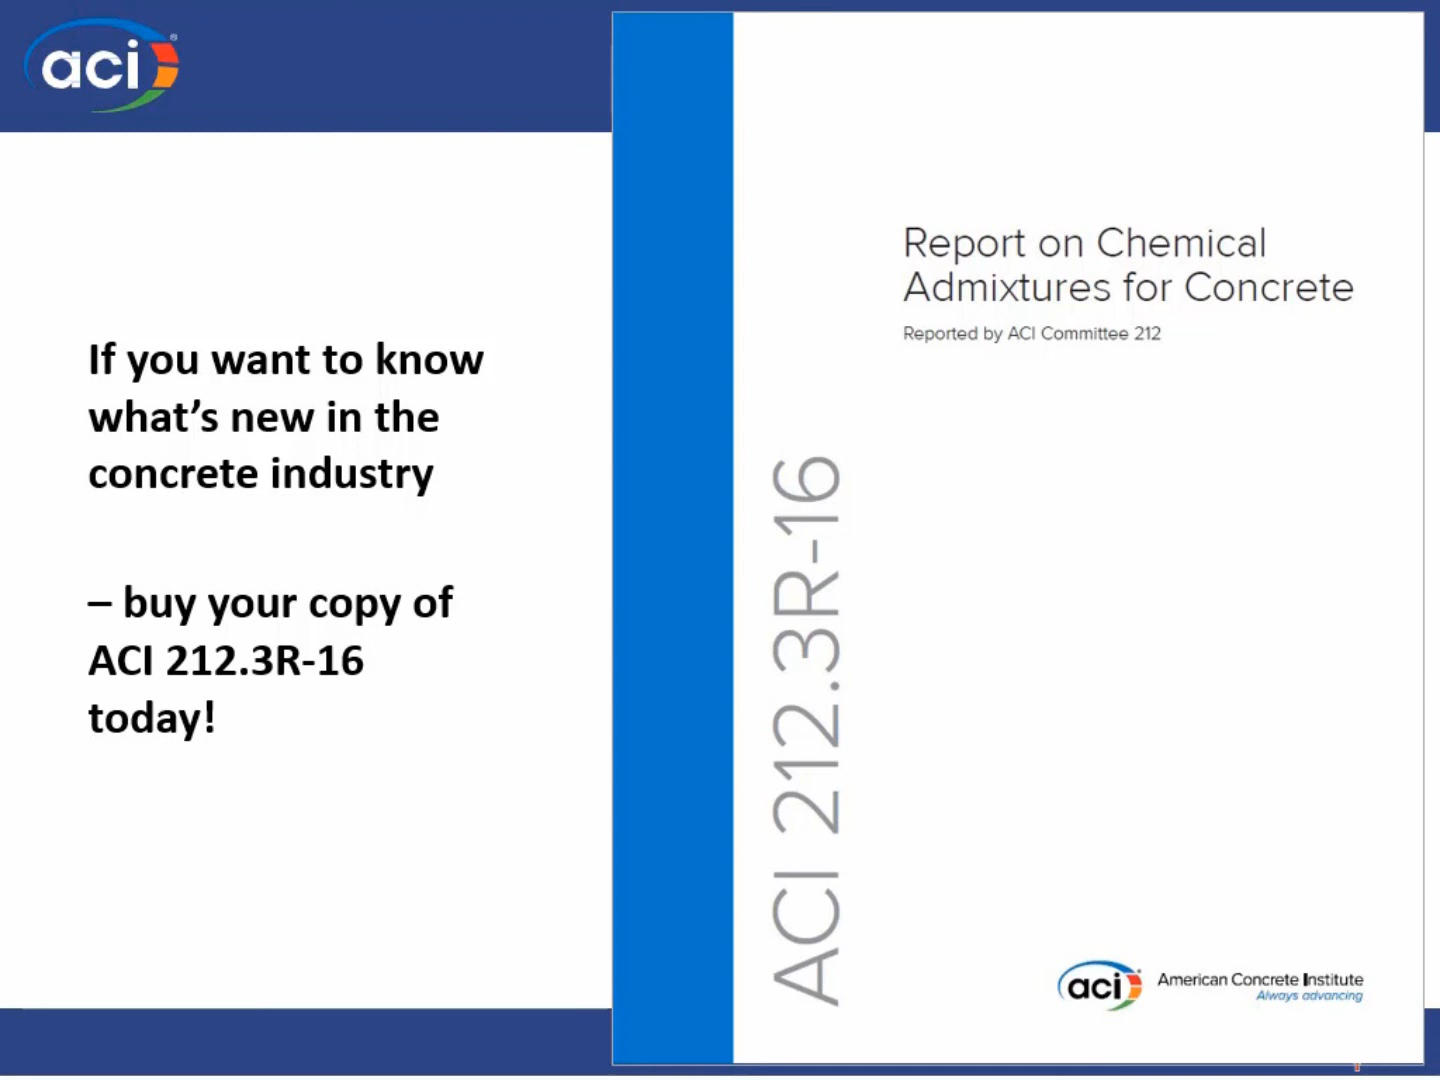 aci®
If you want to know
what’s new in the
concrete industry
– buy your copy of
ACI 212.3R-16
today!
Report on Chemical
Admixtures for Concrete
Reported by ACI Committee 212
ACI 212.3R-16
aci®
American Concrete Institute
Always advancing